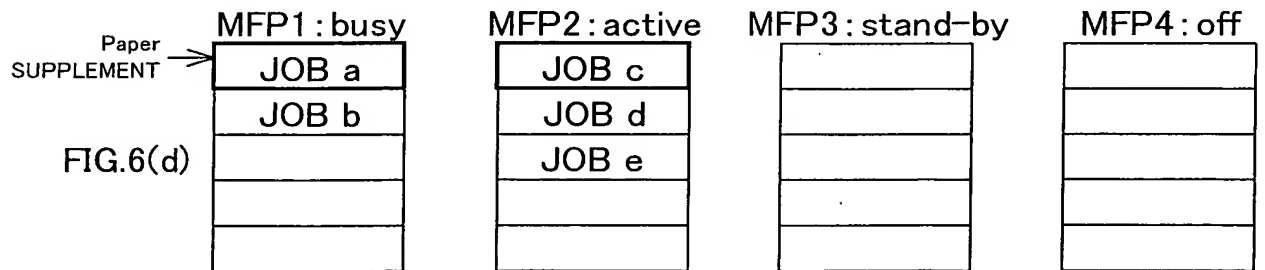 MFP1:busy
MFP2:active
MFP3:stand-by
MFP4:off
Paper
SUPPLEMENT
JOB a
JOB c
JOB b
JOB d
FIG.6(d)
JOB e